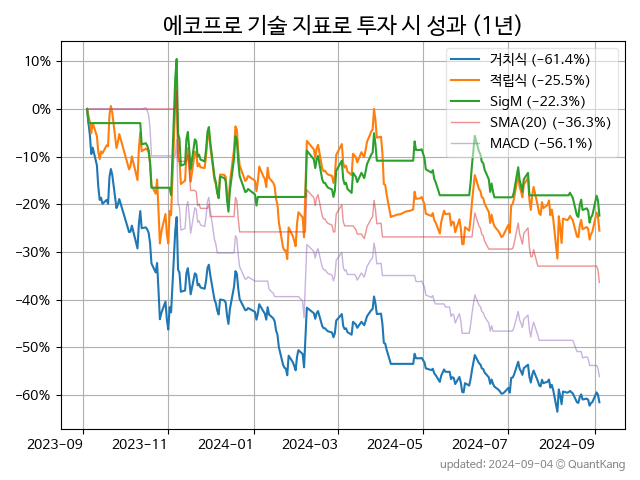 에코프로 기술 지표로 투자 시 성과 (1년)
10%
0%
−10%
−20%
−30%
−40%
−50%
−60%
거치식 (−61.4%)
적립식 (−25.5%)
SigM (−22.3%)
SMA(20) (−36.3%)
MACD (−56.1%)
2023-09 2023-11 2024-01 2024-03 2024-05 2024-07 2024-09
updated: 2024-09-04 © QuantKang